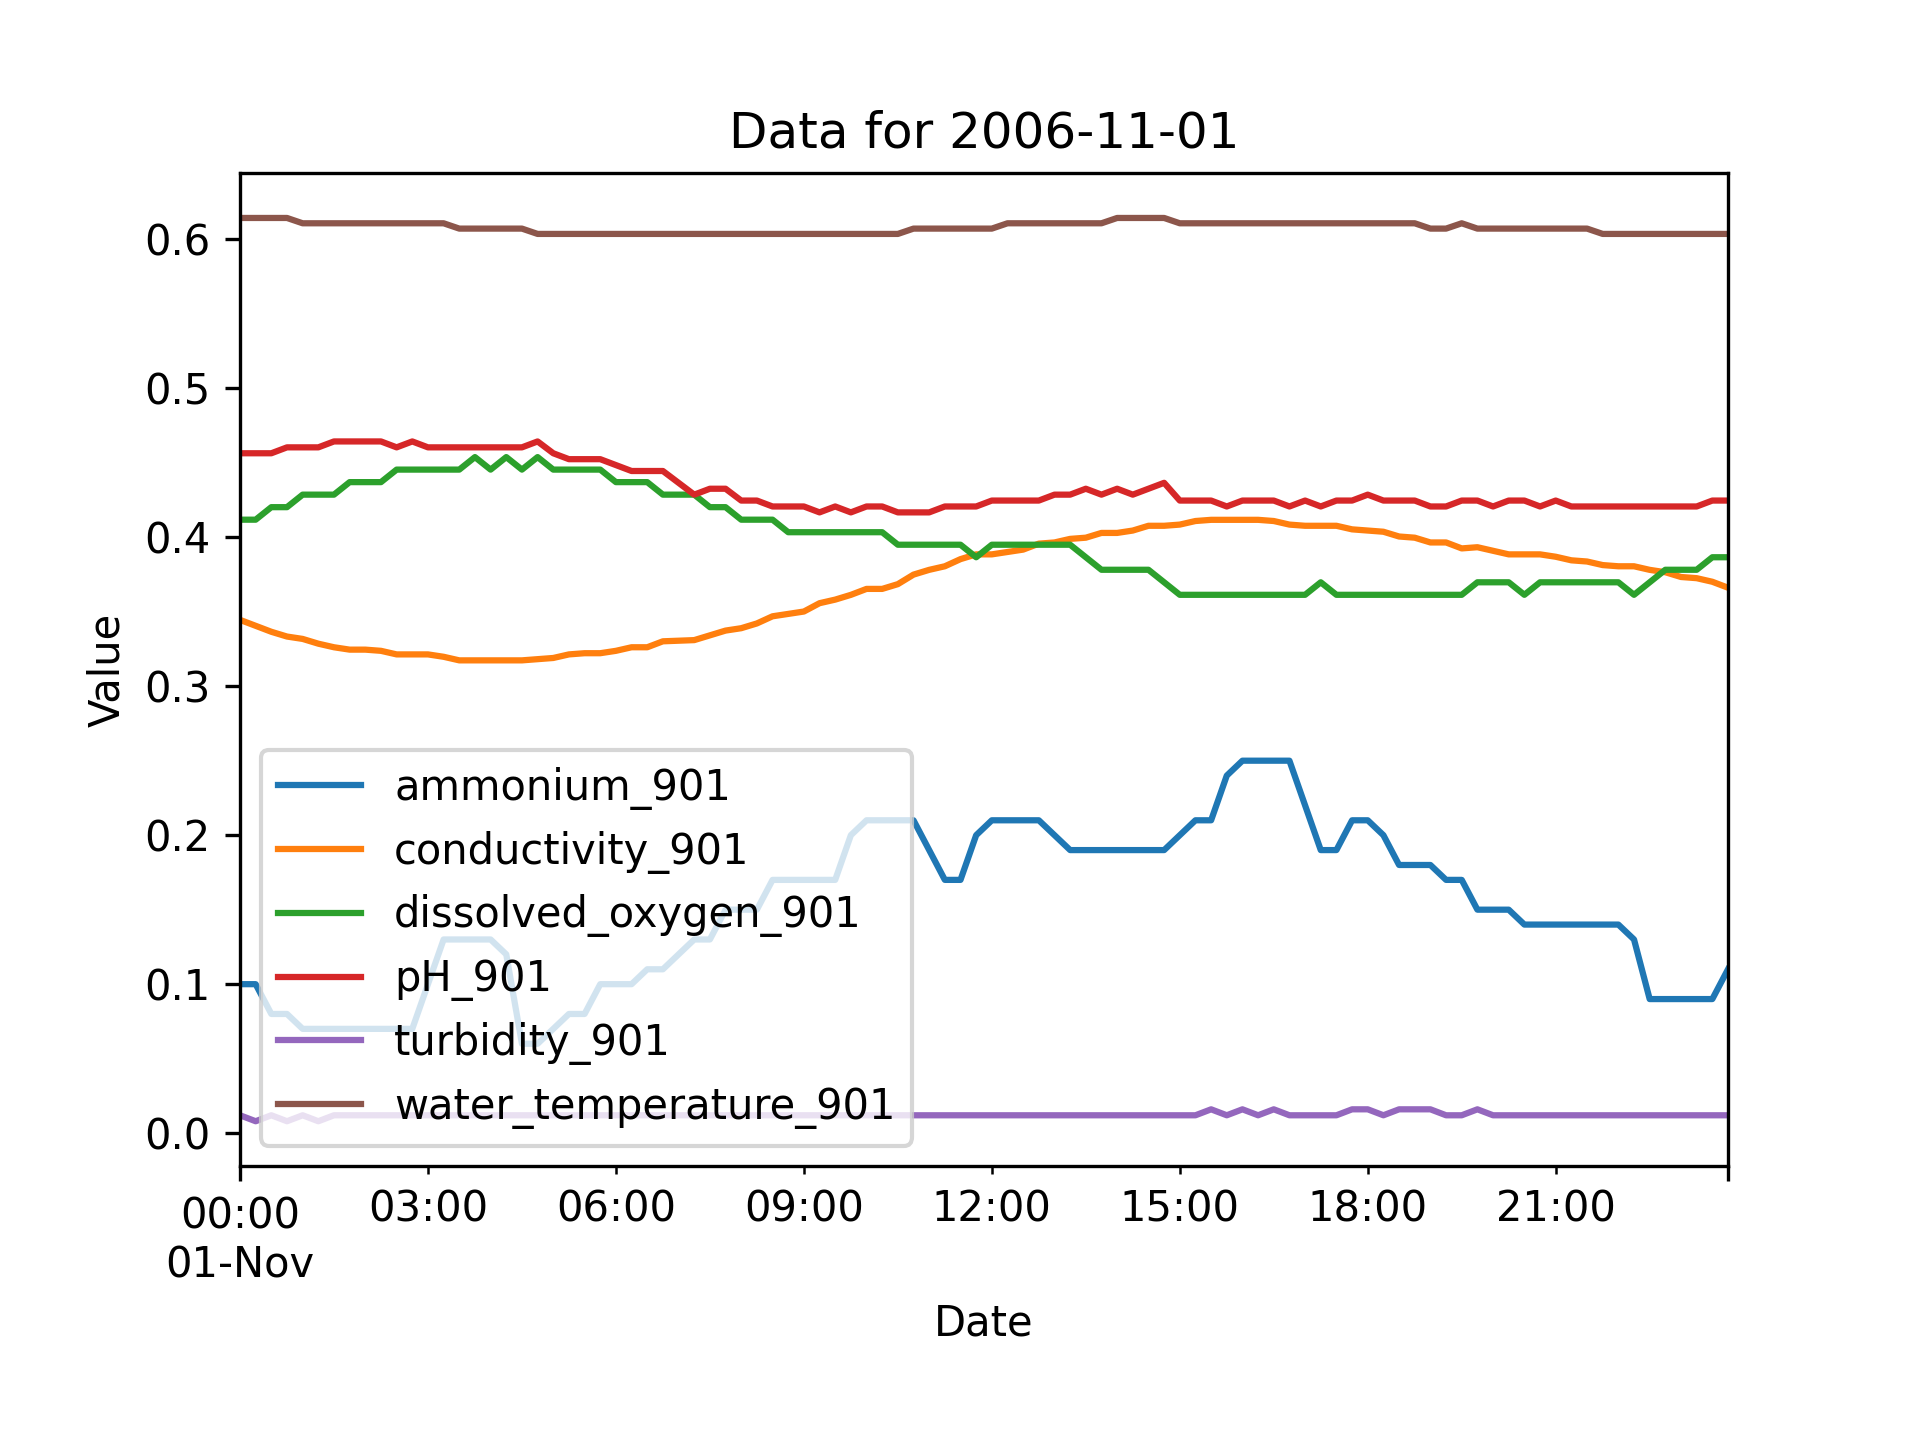 Data for 2006-11-01
Value
0.6
0.5
0.4
0.3
0.2
0.1
0.0
ammonium_901
conductivity_901
dissolved_oxygen_901
pH_901
turbidity_901
water_temperature_901
00:00 03:00 06:00 09:00 12:00 15:00 18:00 21:00
01-Nov
Date